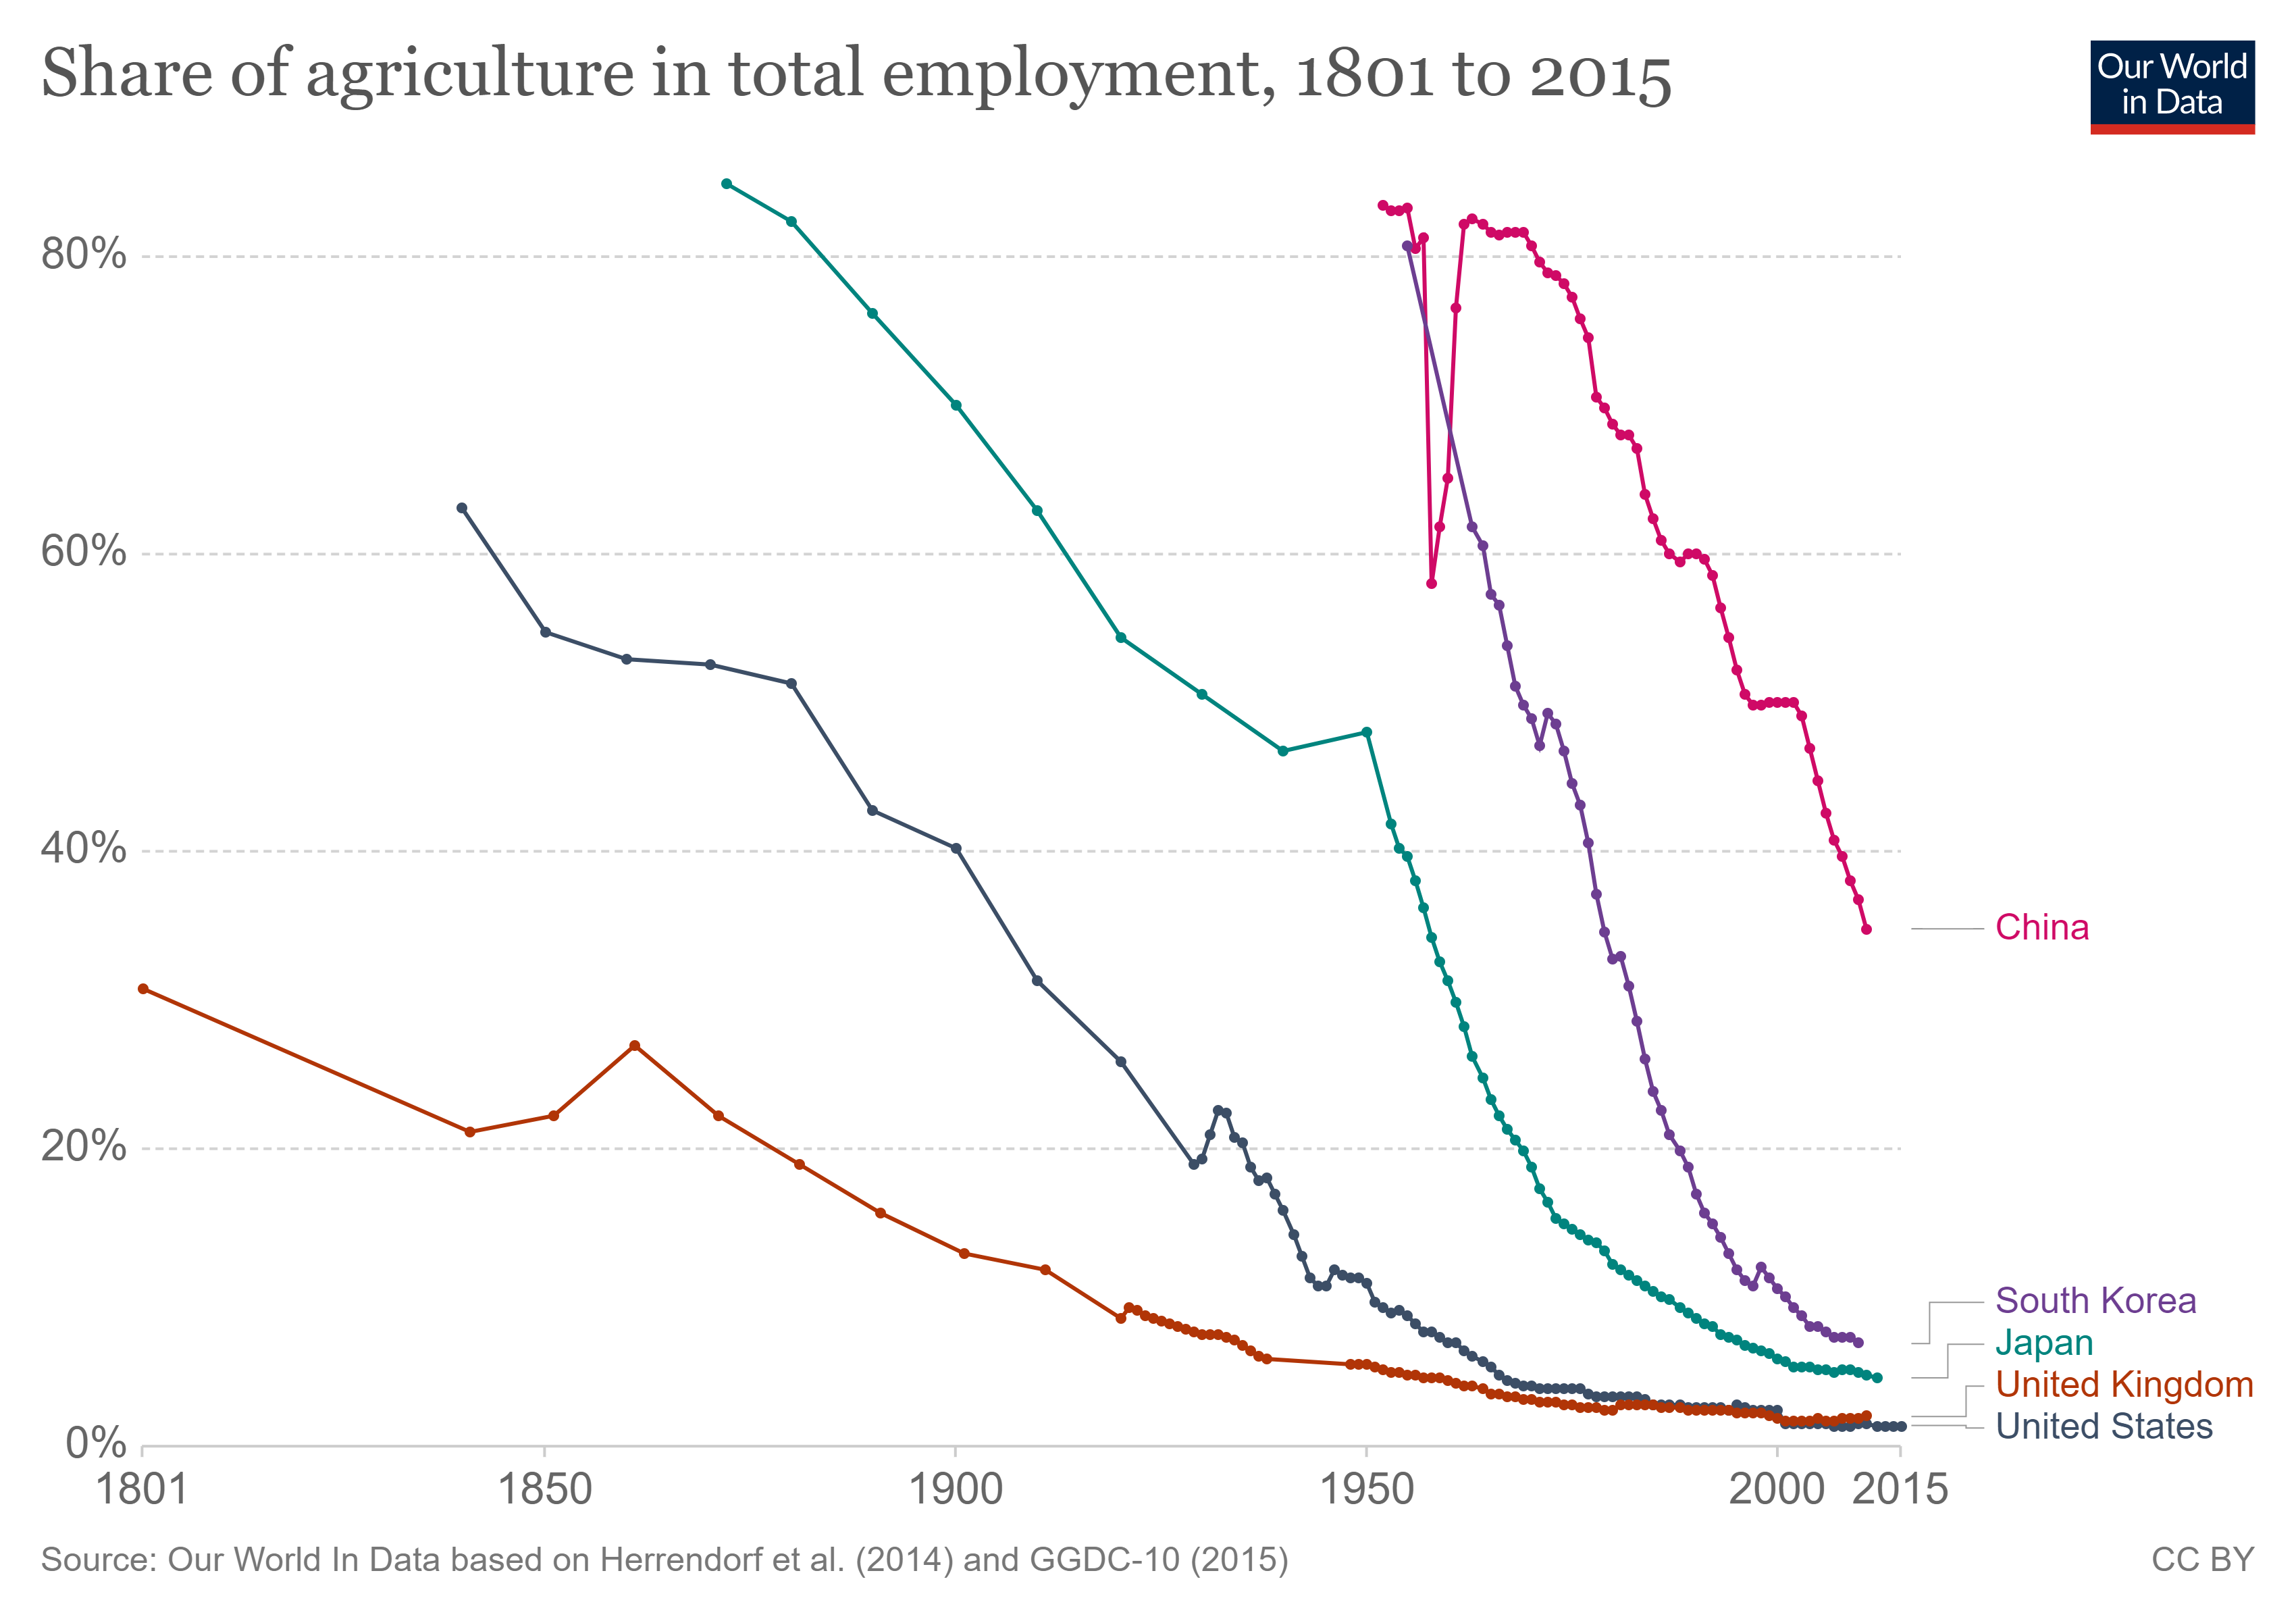 Share of agriculture in total employment, 1801 to 2015
Our World
in Data
80%
60%
40%
20%
0%
1801
1850
1900
1950
2000
2015
China
South Korea
Japan
United Kingdom
United States
Source: Our World In Data based on Herrendorf et al. (2014) and GGDC-10 (2015)
CC BY